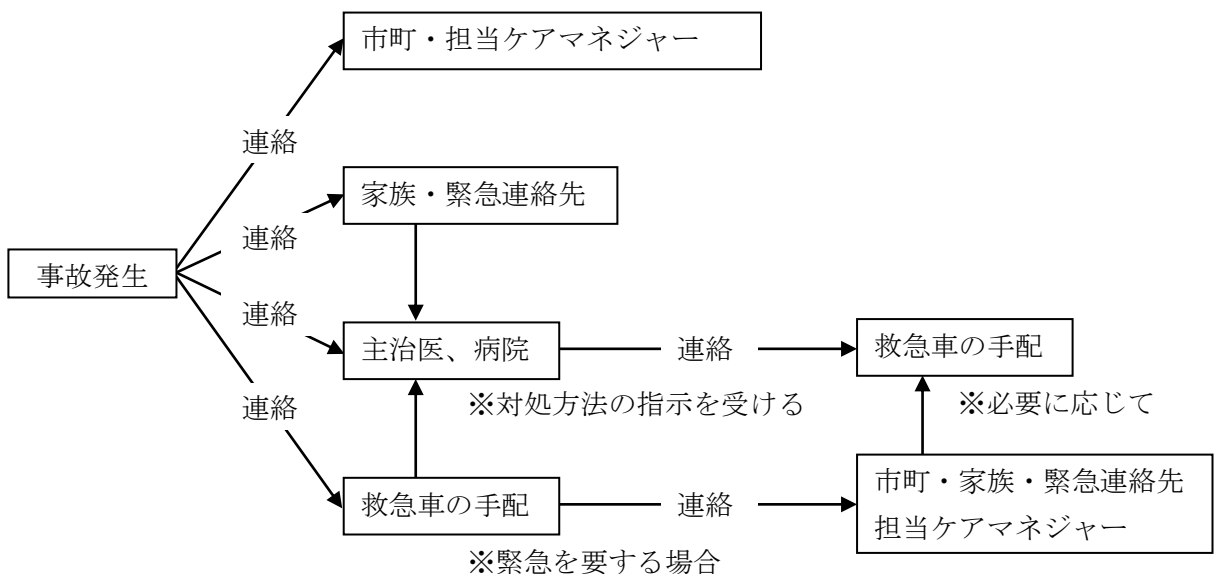 市町・担当ケアマネジャー
連絡
家族・緊急連絡先
連絡
事故発生
連絡
主治医、病院
連絡
救急車の手配
※対処方法の指示を受ける
※必要に応じて
連絡
救急車の手配
連絡
市町・家族・緊急連絡先
担当ケアマネジャー
※緊急を要する場合